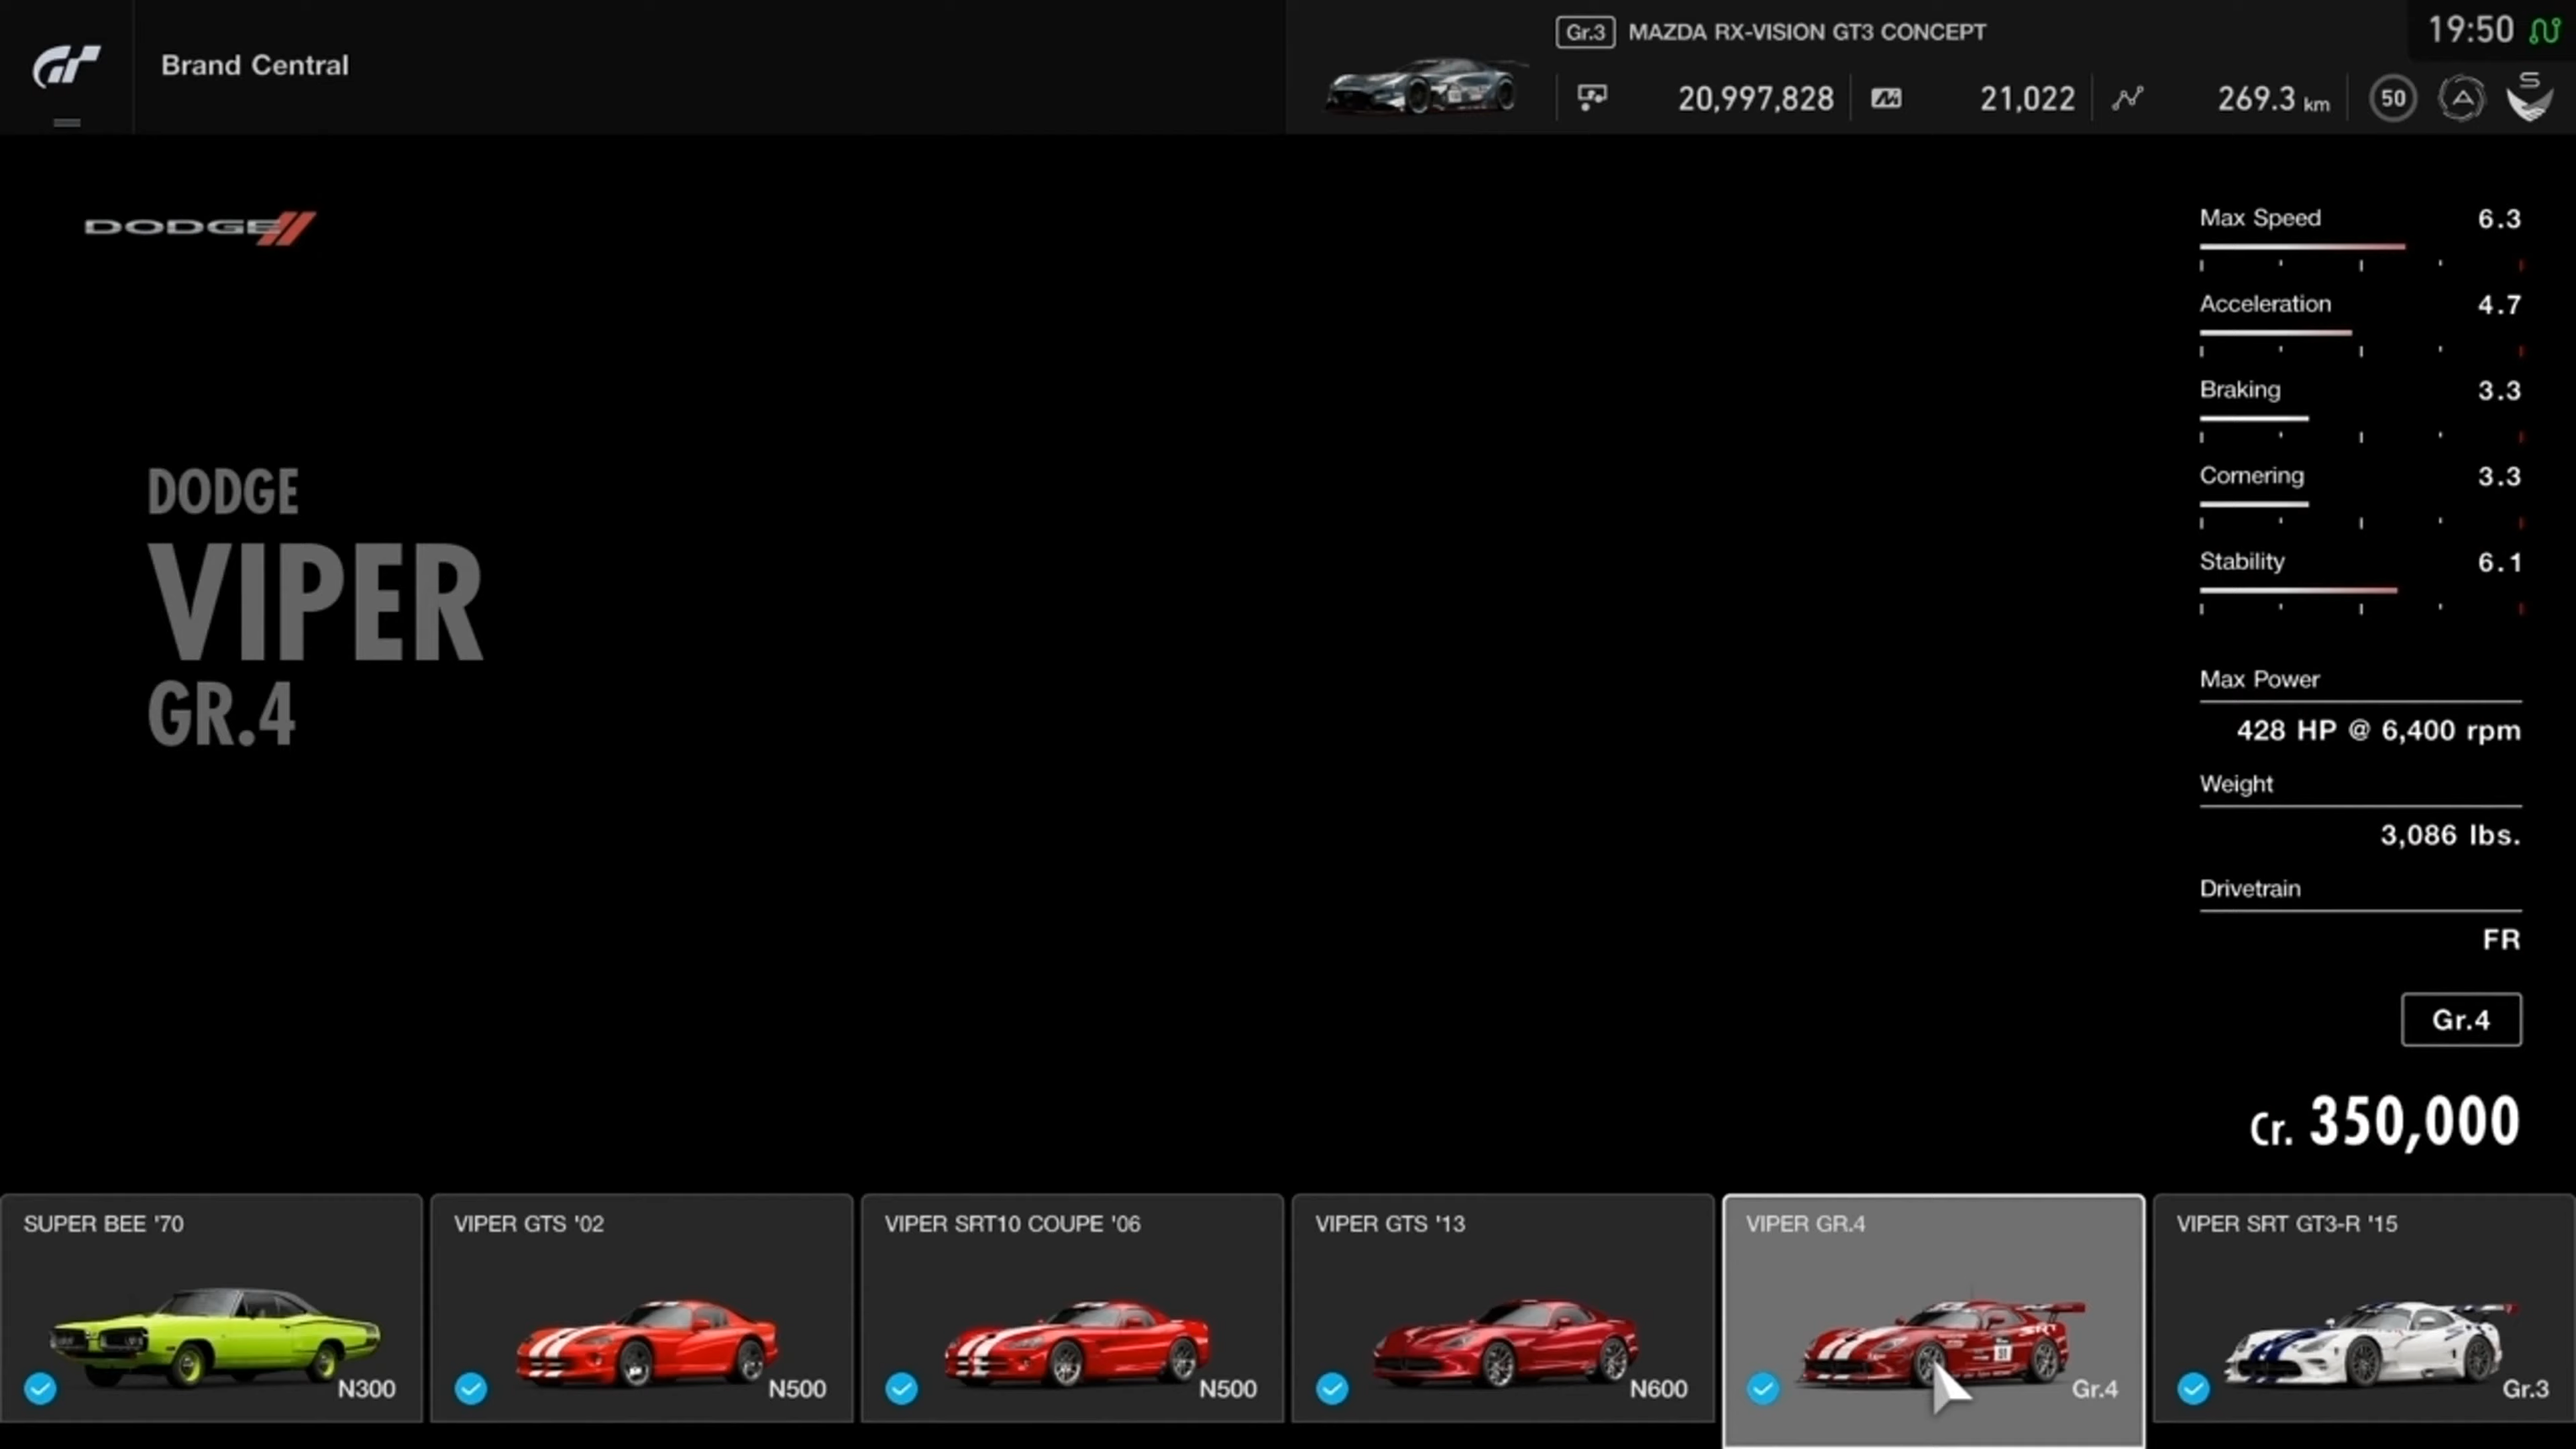 Brand Central
Gr.3 MAZDA RX-VISION GT3 CONCEPT
19:50
20,997,828
21,022
269.3 km
50
A
S
DODGE
DODGE
VIPER
GR.4
Max Speed 6.3
Acceleration 4.7
Braking 3.3
Cornering 3.3
Stability 6.1
Max Power
428 HP @ 6,400 rpm
Weight
3,086 lbs.
Drivetrain
FR
Gr.4
Cr. 350,000
SUPER BEE '70
N300
VIPER GTS '02
N500
VIPER SRT10 COUPE '06
N500
VIPER GTS '13
N600
VIPER GR.4
Gr.4
VIPER SRT GT3-R '15
Gr.3